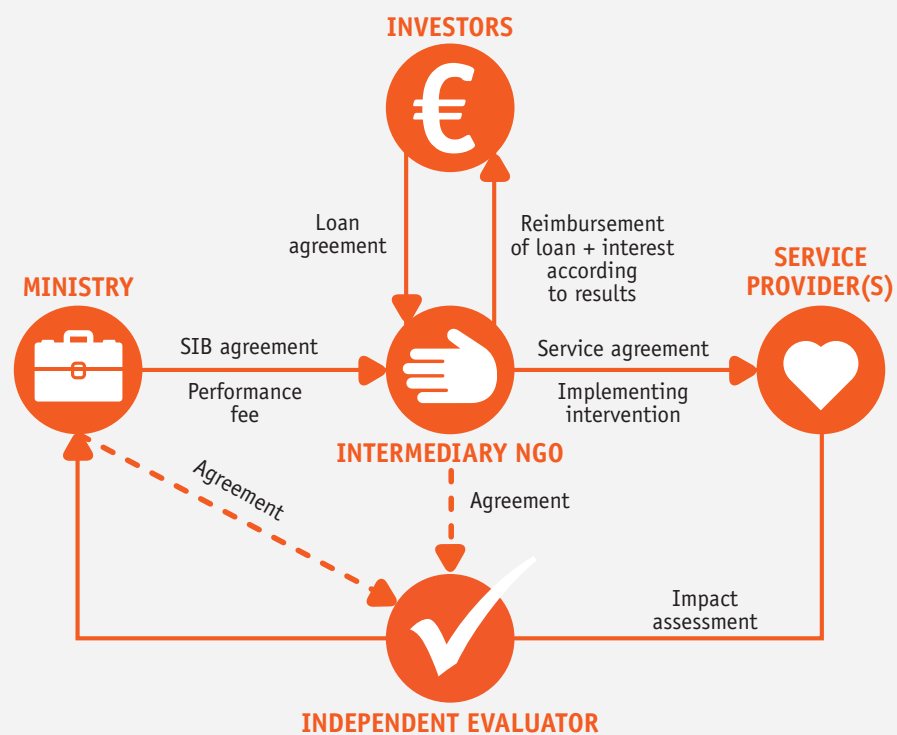 INVESTORS
€
Loan
agreement
Reimbursement
of loan + interest
according
to results
MINISTRY
SERVICE
PROVIDER(S)
SIB agreement
Performance
fee
Service agreement
Implementing
intervention
INTERMEDIARY NGO
Agreement
Agreement
Impact
assessment
INDEPENDENT EVALUATOR